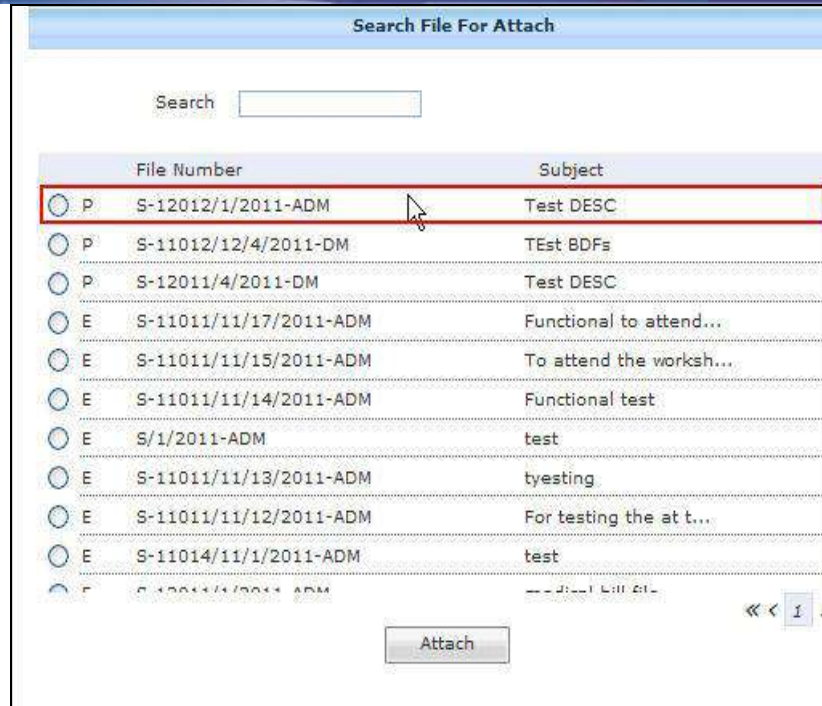 Search File For Attach
Search
File Number Subject
P S-12012/1/2011-ADM Test DESC
P S-11012/12/4/2011-DM TEst BDFs
P S-12011/4/2011-DM Test DESC
E S-11011/11/17/2011-ADM Functional to attend...
E S-11011/11/15/2011-ADM To attend the worksh...
E S-11011/11/14/2011-ADM Functional test
E S/1/2011-ADM test
E S-11011/11/13/2011-ADM tyesting
E S-11011/11/12/2011-ADM For testing the at t...
E S-11014/11/1/2011-ADM test
medical bill file
« < 1
Attach